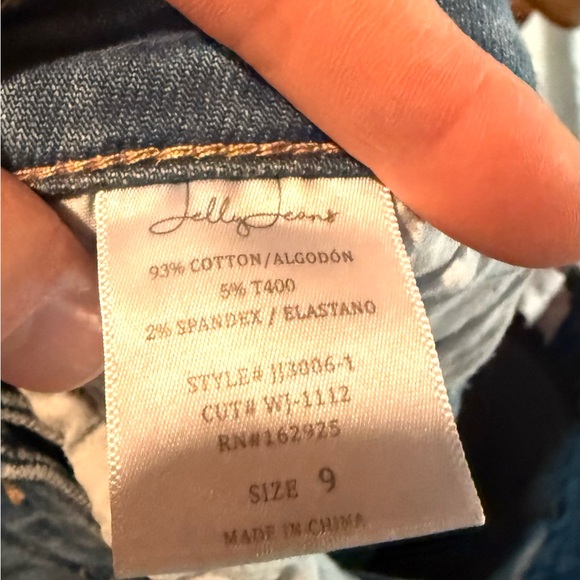 Jelly Jeans
93% COTTON/ALGODÓN
5% T400
2% SPANDEX / ELASTANO
STYLE# JJ3006-1
CUT# WJ-1112
RN#162925
SIZE 9
MADE IN CHINA